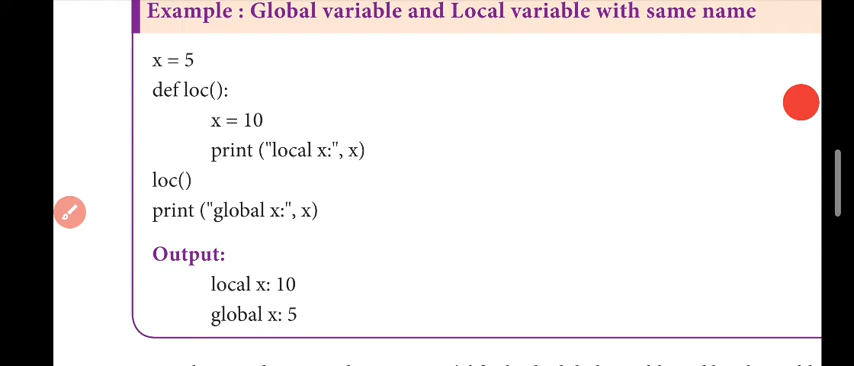 Example : Global variable and Local variable with same name
x = 5
def loc():
x = 10
print ("local x:", x)
loc()
print ("global x:", x)
Output:
local x: 10
global x: 5